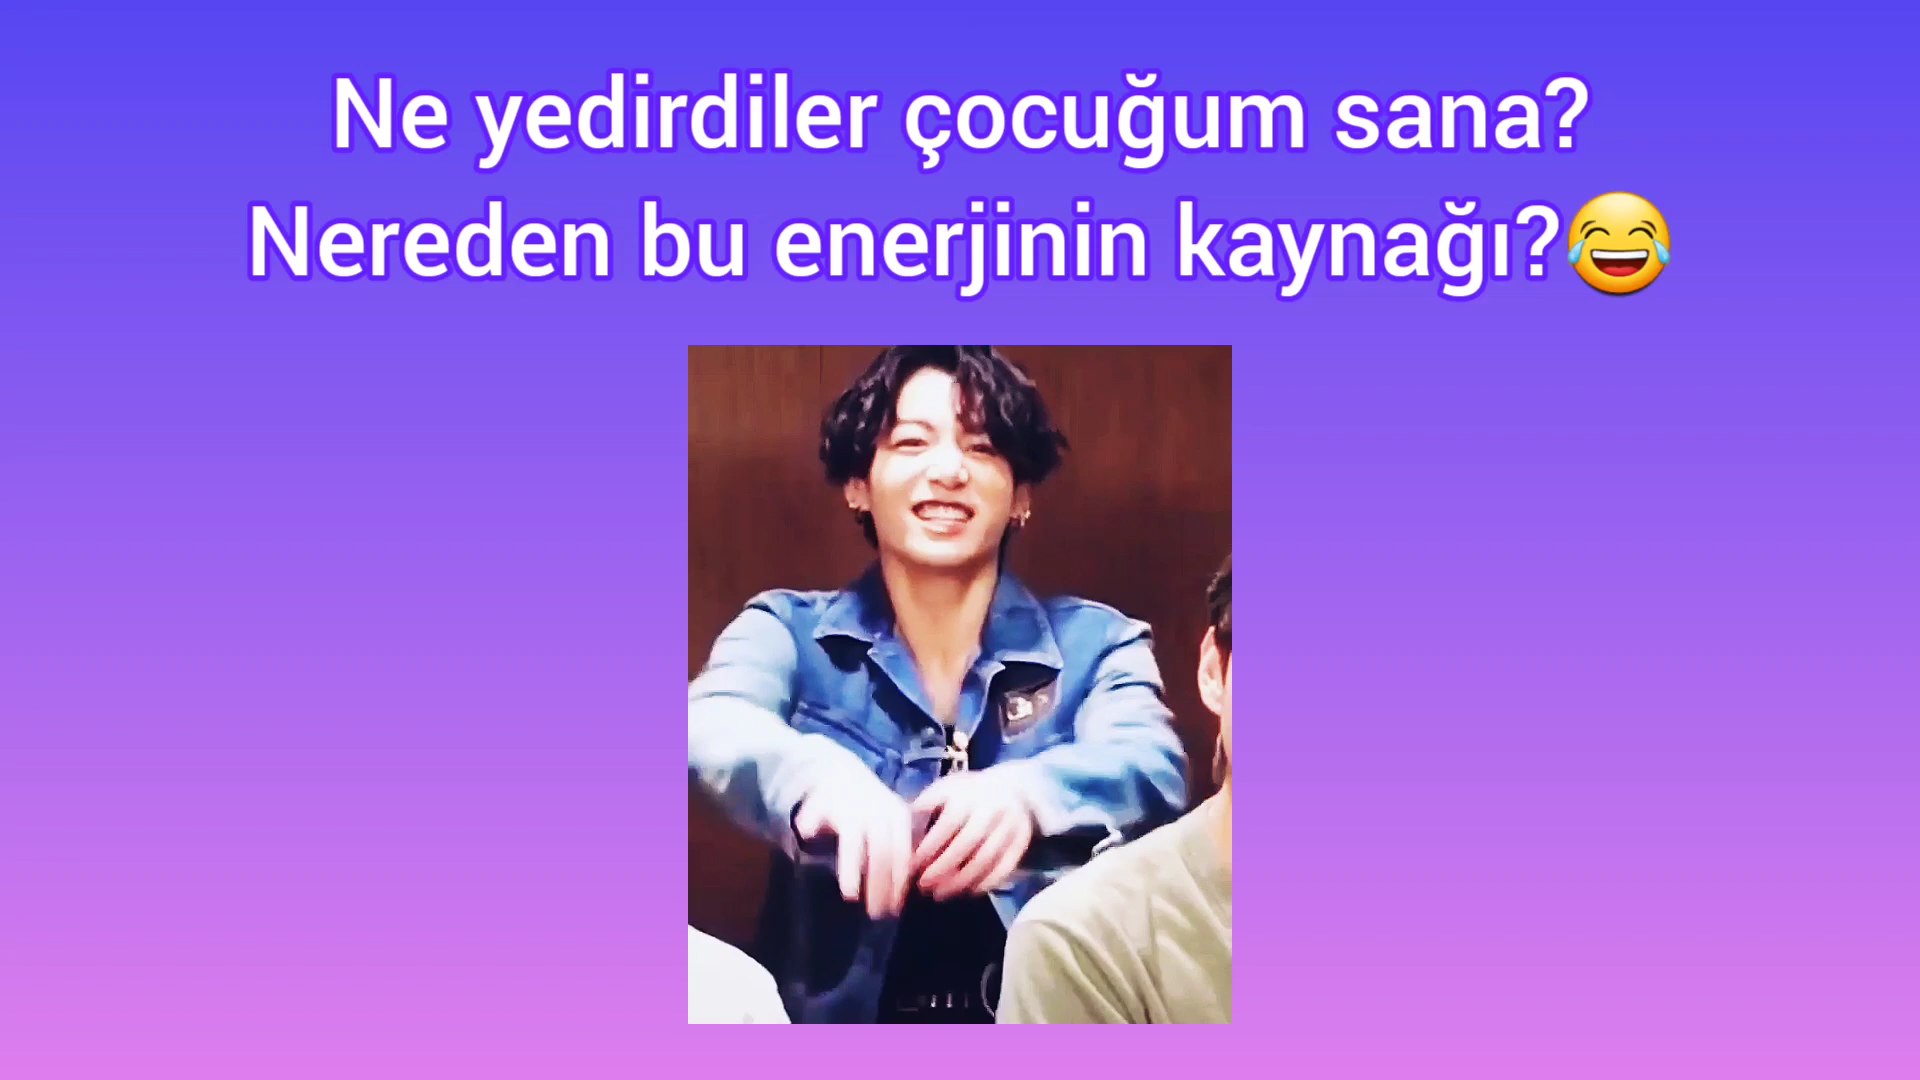 Ne yedirdiler çocuğum sana?
Nereden bu enerjinin kaynağı?😂